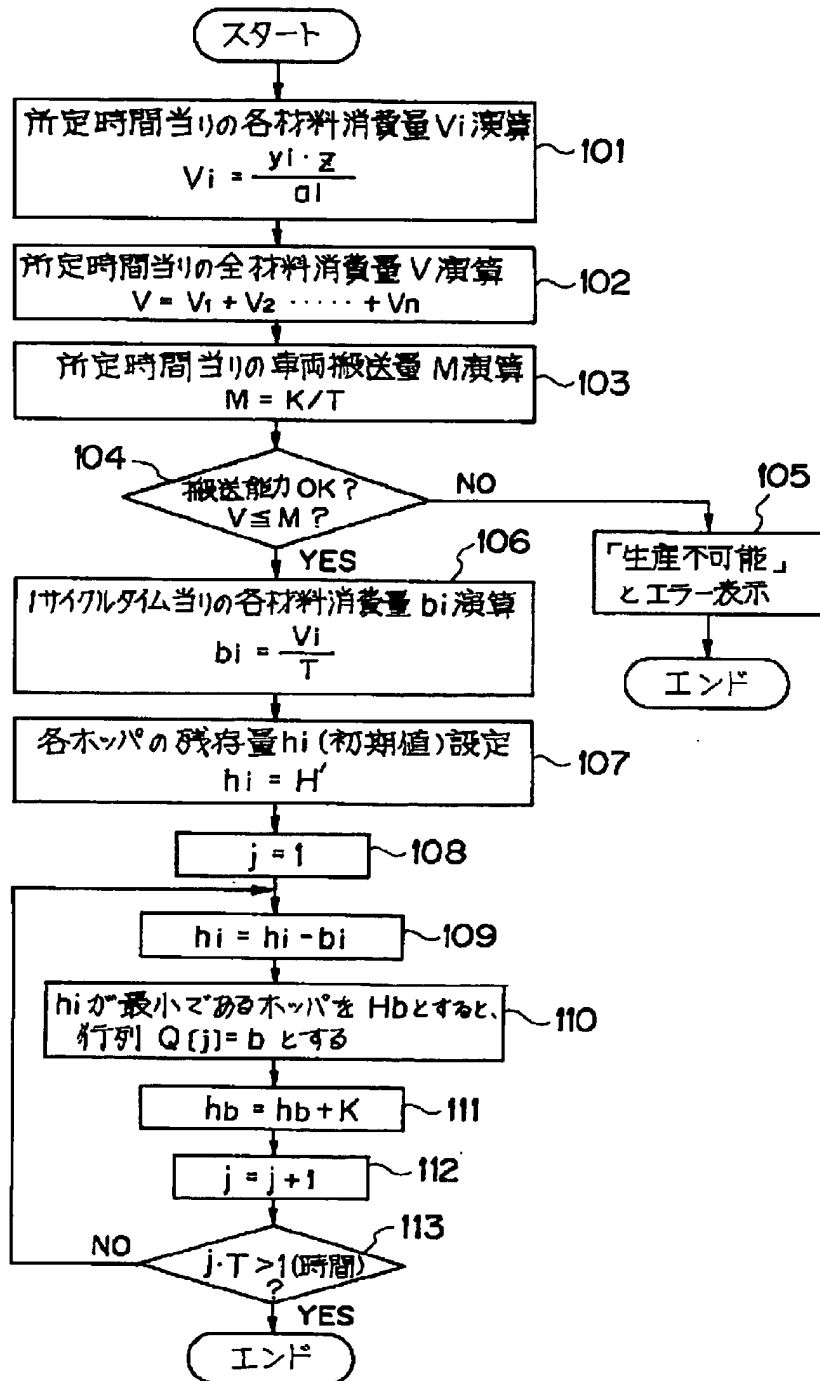 スタート
所定時間当りの各材料消費量Vi演算
Vi = yi・z / ai
101
所定時間当りの全材料消費量V演算
V = V1 + V2 ‥‥‥ + Vn
102
所定時間当りの車両搬送量M演算
M = K/T
103
104
搬送能力OK?
V≦M?
NO
YES
105
「生産不可能」
とエラー表示
エンド
106
1サイクルタイム当りの各材料消費量bi演算
bi = Vi / T
各ホッパの残存量hi(初期値)設定
hi = H'
107
j = 1
108
hi = hi - bi
109
hiが最小であるホッパをHbとすると、
行列 Q[j]=b とする
110
hb = hb + K
111
j = j + 1
112
113
NO
j・T>1(時間)
?
YES
エンド